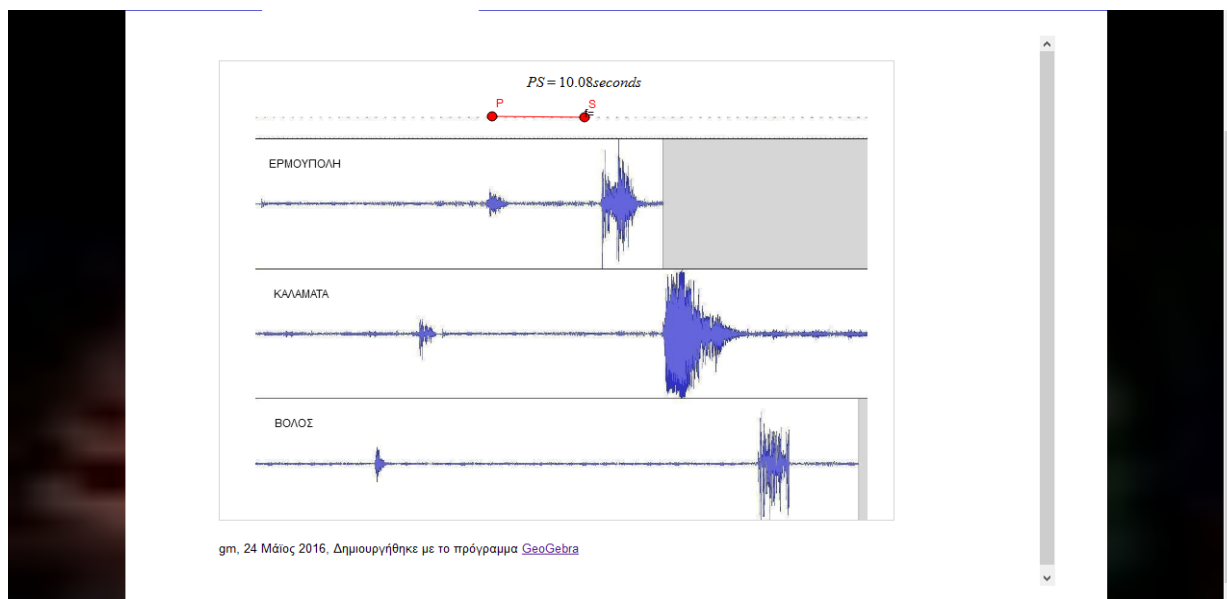 PS = 10.08seconds
P
S
f=
ΕΡΜΟΥΠΟΛΗ
ΚΑΛΑΜΑΤΑ
ΒΟΛΟΣ
gm, 24 Μάϊος 2016, Δημιουργήθηκε με το πρόγραμμα GeoGebra